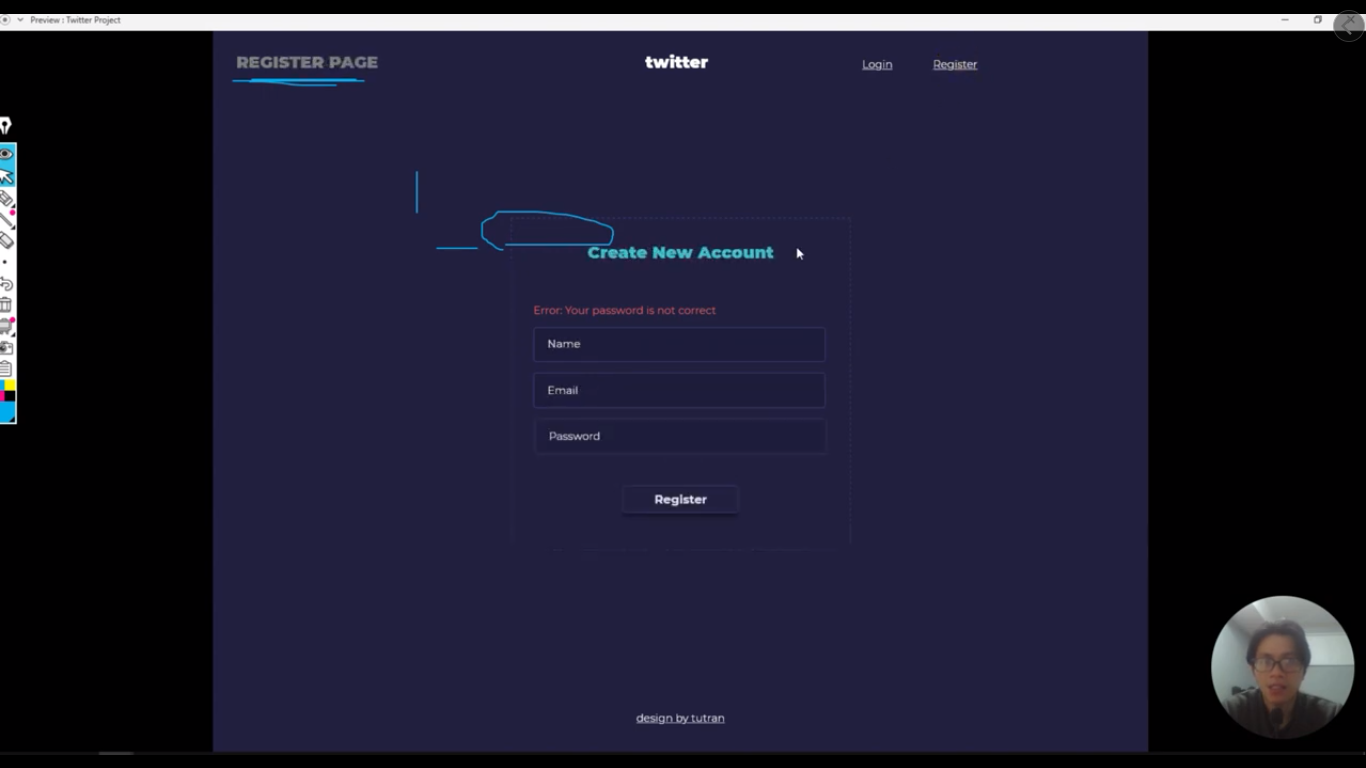 Preview : Twitter Project
REGISTER PAGE
twitter
Login
Register
Create New Account
Error: Your password is not correct
Name
Email
Password
Register
design by tutran